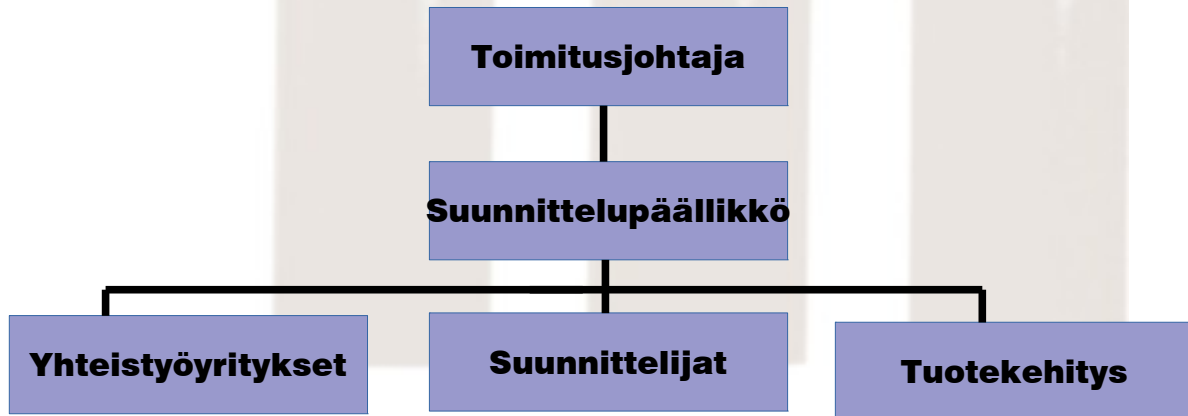 Toimitusjohtaja
Suunnittelupäällikkö
Yhteistyöyritykset
Suunnittelijat
Tuotekehitys